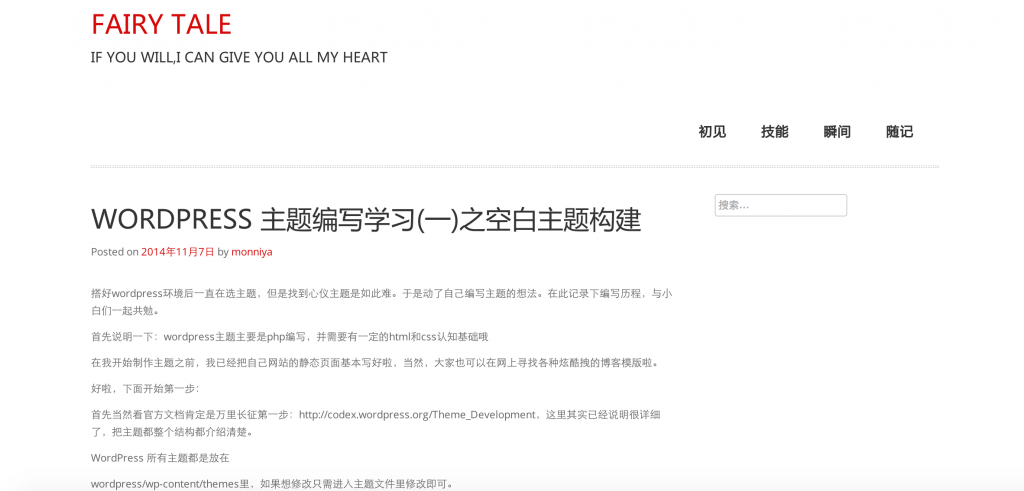 FAIRY TALE
IF YOU WILL,I CAN GIVE YOU ALL MY HEART
初见 技能 瞬间 随记
搜索...
WORDPRESS 主题编写学习(一)之空白主题构建
Posted on 2014年11月7日 by monniya
搭好wordpress环境后一直在选主题，但是找到心仪主题是如此难。于是动了自己编写主题的想法。在此记录下编写历程，与小
白们一起共勉。
首先说明一下：wordpress主题主要是php编写，并需要有一定的html和css认知基础哦
在我开始制作主题之前，我已经把自己网站的静态页面基本写好啦，当然，大家也可以在网上寻找各种炫酷拽的博客模版啦。
好啦，下面开始第一步：
首先当然看官方文档肯定是万里长征第一步：http://codex.wordpress.org/Theme_Development，这里其实已经说明很详细
了，把主题都整个结构都介绍清楚。
WordPress 所有主题都是放在
wordpress/wp-content/themes里，如果想修改只需进入主题文件里修改即可。